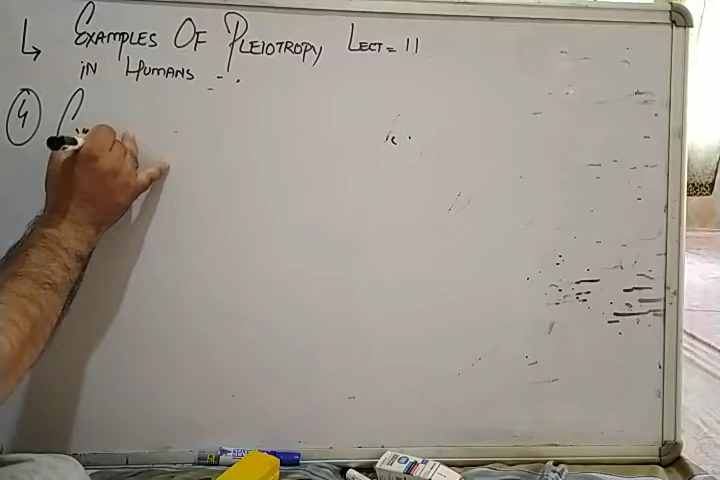 ↳ EXAMPLES OF PLEIOTROPY LECT = 11
IN HUMANS -:
④ C